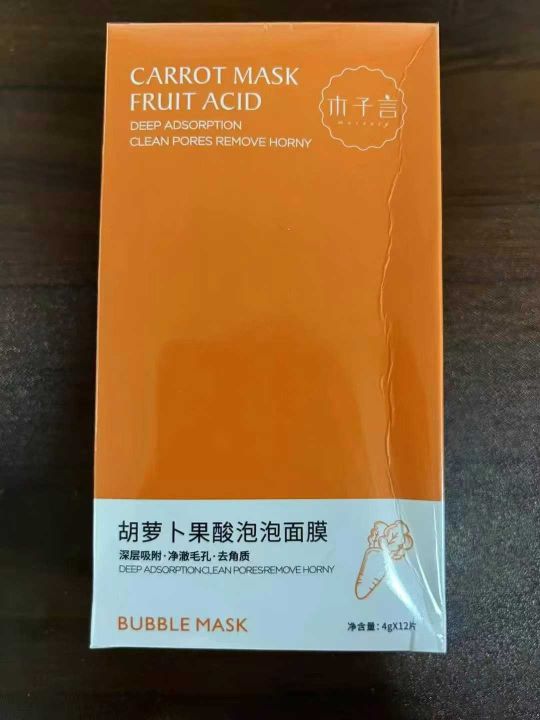 CARROT MASK
FRUIT ACID
DEEP ADSORPTION
CLEAN PORES REMOVE HORNY
木子言
胡萝卜果酸泡泡面膜
深层吸附·净澈毛孔·去角质
DEEP ADSORPTION:CLEAN PORES:REMOVE HORNY
BUBBLE MASK
净含量：4gX12片